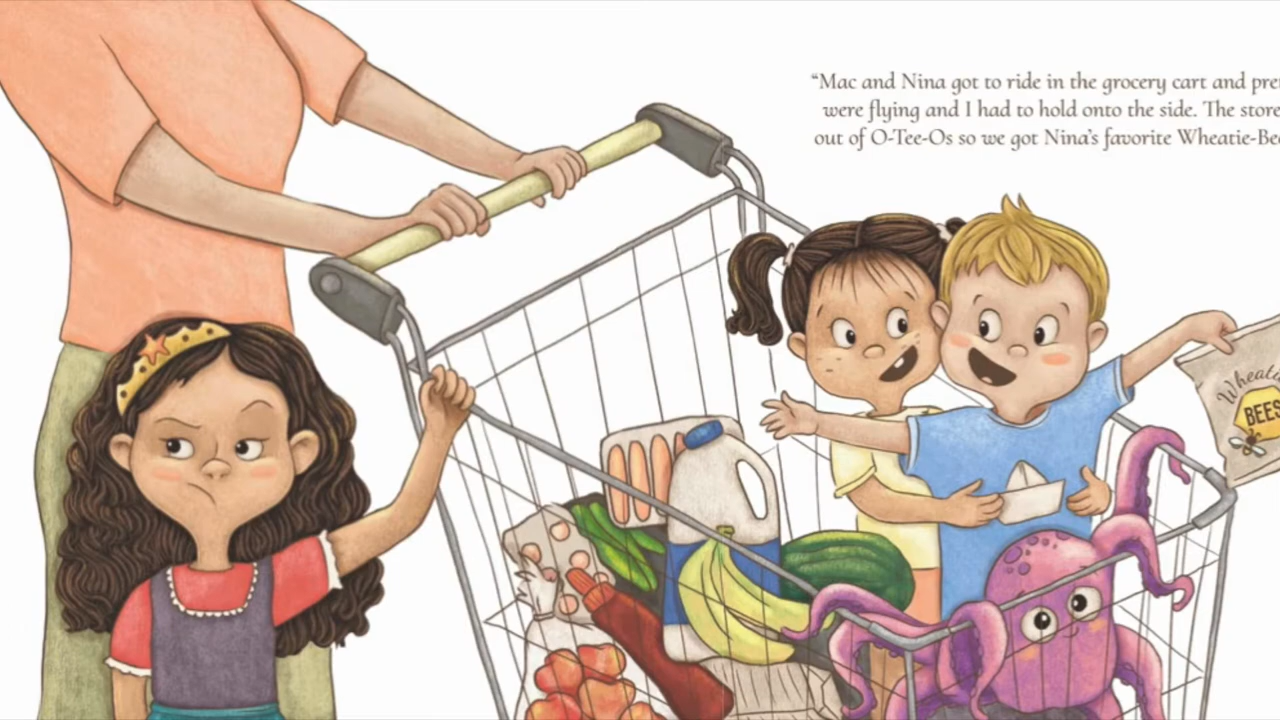 “Mac and Nina got to ride in the grocery cart and
were flying and I had to hold onto the side. The store
out of O-Tee-Os so we got Nina’s favorite
BEES